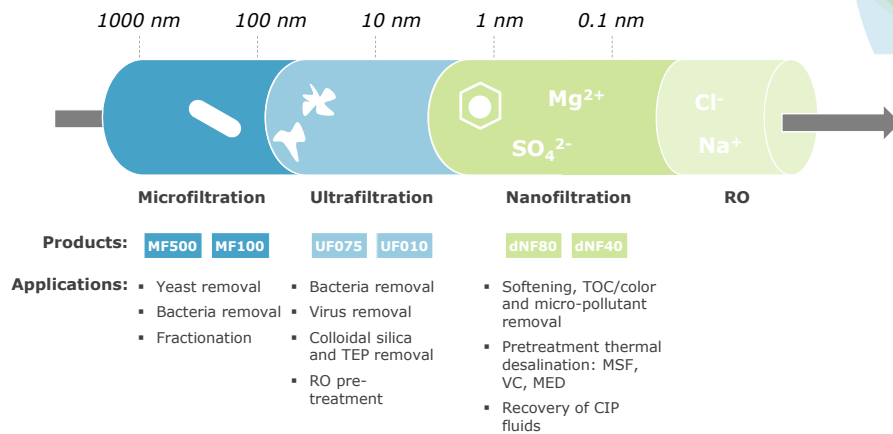 1000 nm 100 nm 10 nm 1 nm 0.1 nm
Mg²⁺ Cl⁻
SO₄²⁻ Na⁺
Microfiltration Ultrafiltration Nanofiltration RO
Products: MF500 MF100 UF075 UF010 dNF80 dNF40
Applications:
▪ Yeast removal
▪ Bacteria removal
▪ Fractionation
▪ Bacteria removal
▪ Virus removal
▪ Colloidal silica
and TEP removal
▪ RO pre-
treatment
▪ Softening, TOC/color
and micro-pollutant
removal
▪ Pretreatment thermal
desalination: MSF,
VC, MED
▪ Recovery of CIP
fluids